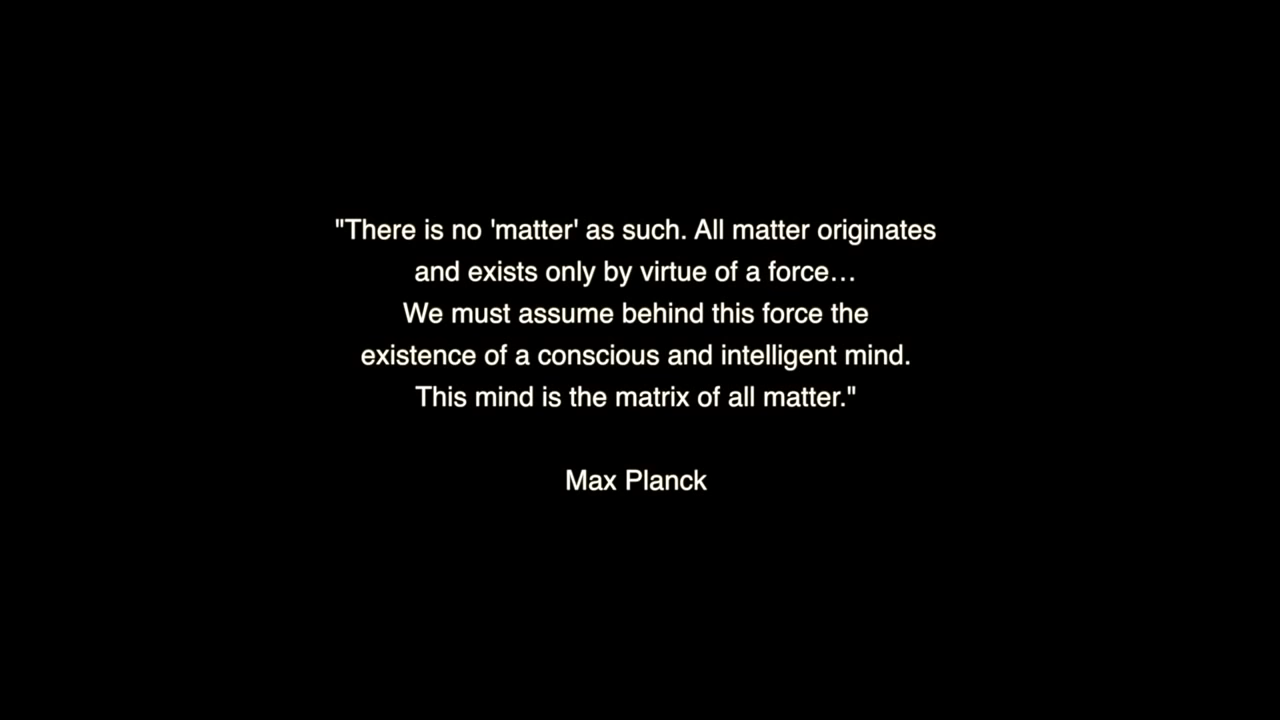 "There is no 'matter' as such. All matter originates
and exists only by virtue of a force…
We must assume behind this force the
existence of a conscious and intelligent mind.
This mind is the matrix of all matter."
Max Planck